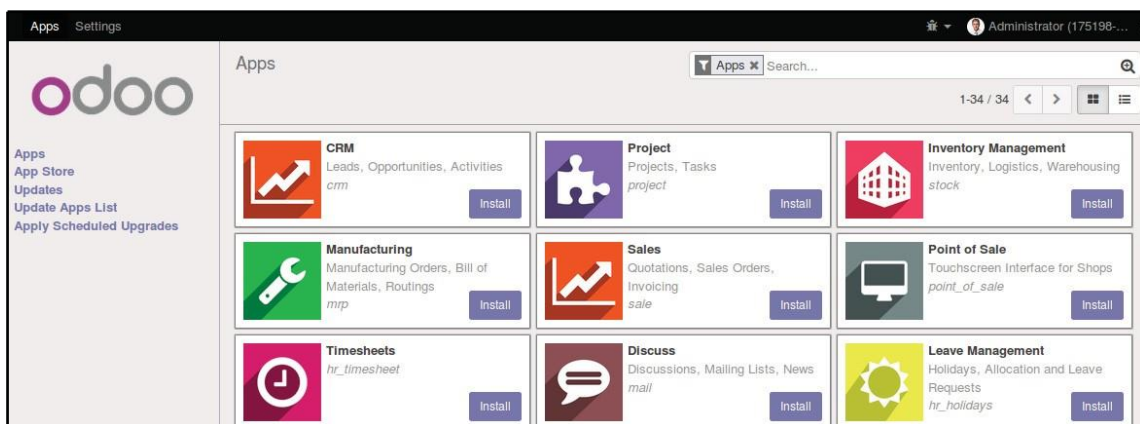 Apps Settings
Administrator (175198-...
odoo
Apps
App Store
Updates
Update Apps List
Apply Scheduled Upgrades
Apps
Apps Search...
1-34 / 34
CRM
Leads, Opportunities, Activities
crm
Install
Project
Projects, Tasks
project
Install
Inventory Management
Inventory, Logistics, Warehousing
stock
Install
Manufacturing
Manufacturing Orders, Bill of
Materials, Routings
mrp
Install
Sales
Quotations, Sales Orders,
Invoicing
sale
Install
Point of Sale
Touchscreen Interface for Shops
point_of_sale
Install
Timesheets
hr_timesheet
Install
Discuss
Discussions, Mailing Lists, News
mail
Install
Leave Management
Holidays, Allocation and Leave
Requests
hr_holidays
Install